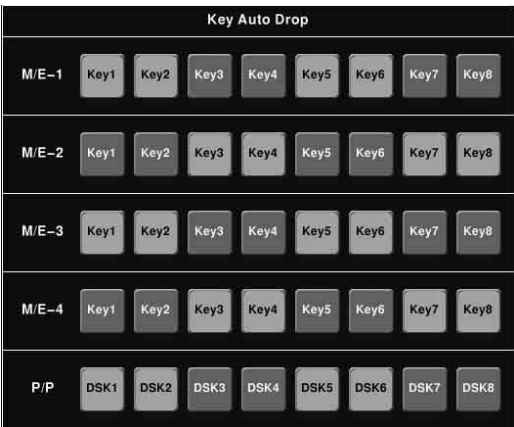 Key Auto Drop
M/E-1 Key1 Key2 Key3 Key4 Key5 Key6 Key7 Key8
M/E-2 Key1 Key2 Key3 Key4 Key5 Key6 Key7 Key8
M/E-3 Key1 Key2 Key3 Key4 Key5 Key6 Key7 Key8
M/E-4 Key1 Key2 Key3 Key4 Key5 Key6 Key7 Key8
P/P DSK1 DSK2 DSK3 DSK4 DSK5 DSK6 DSK7 DSK8